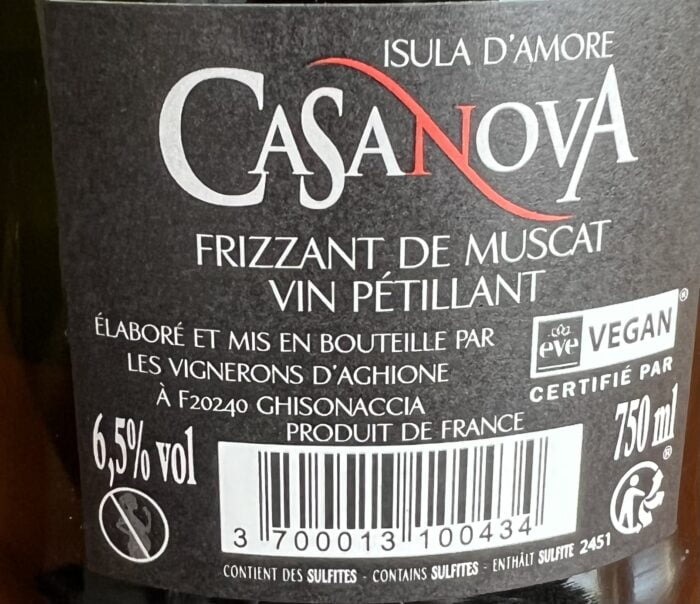 ISULA D'AMORE
CASANOVA
FRIZZANT DE MUSCAT
VIN PÉTILLANT
ÉLABORÉ ET MIS EN BOUTEILLE PAR
LES VIGNERONS D'AGHIONE
À F20240 GHISONACCIA
PRODUIT DE FRANCE
eve VEGAN®
CERTIFIÉ PAR
6,5% vol
750 ml
®
3 700013 100434
CONTIENT DES SULFITES - CONTAINS SULFITES - ENTHÄLT SULFITE 2451